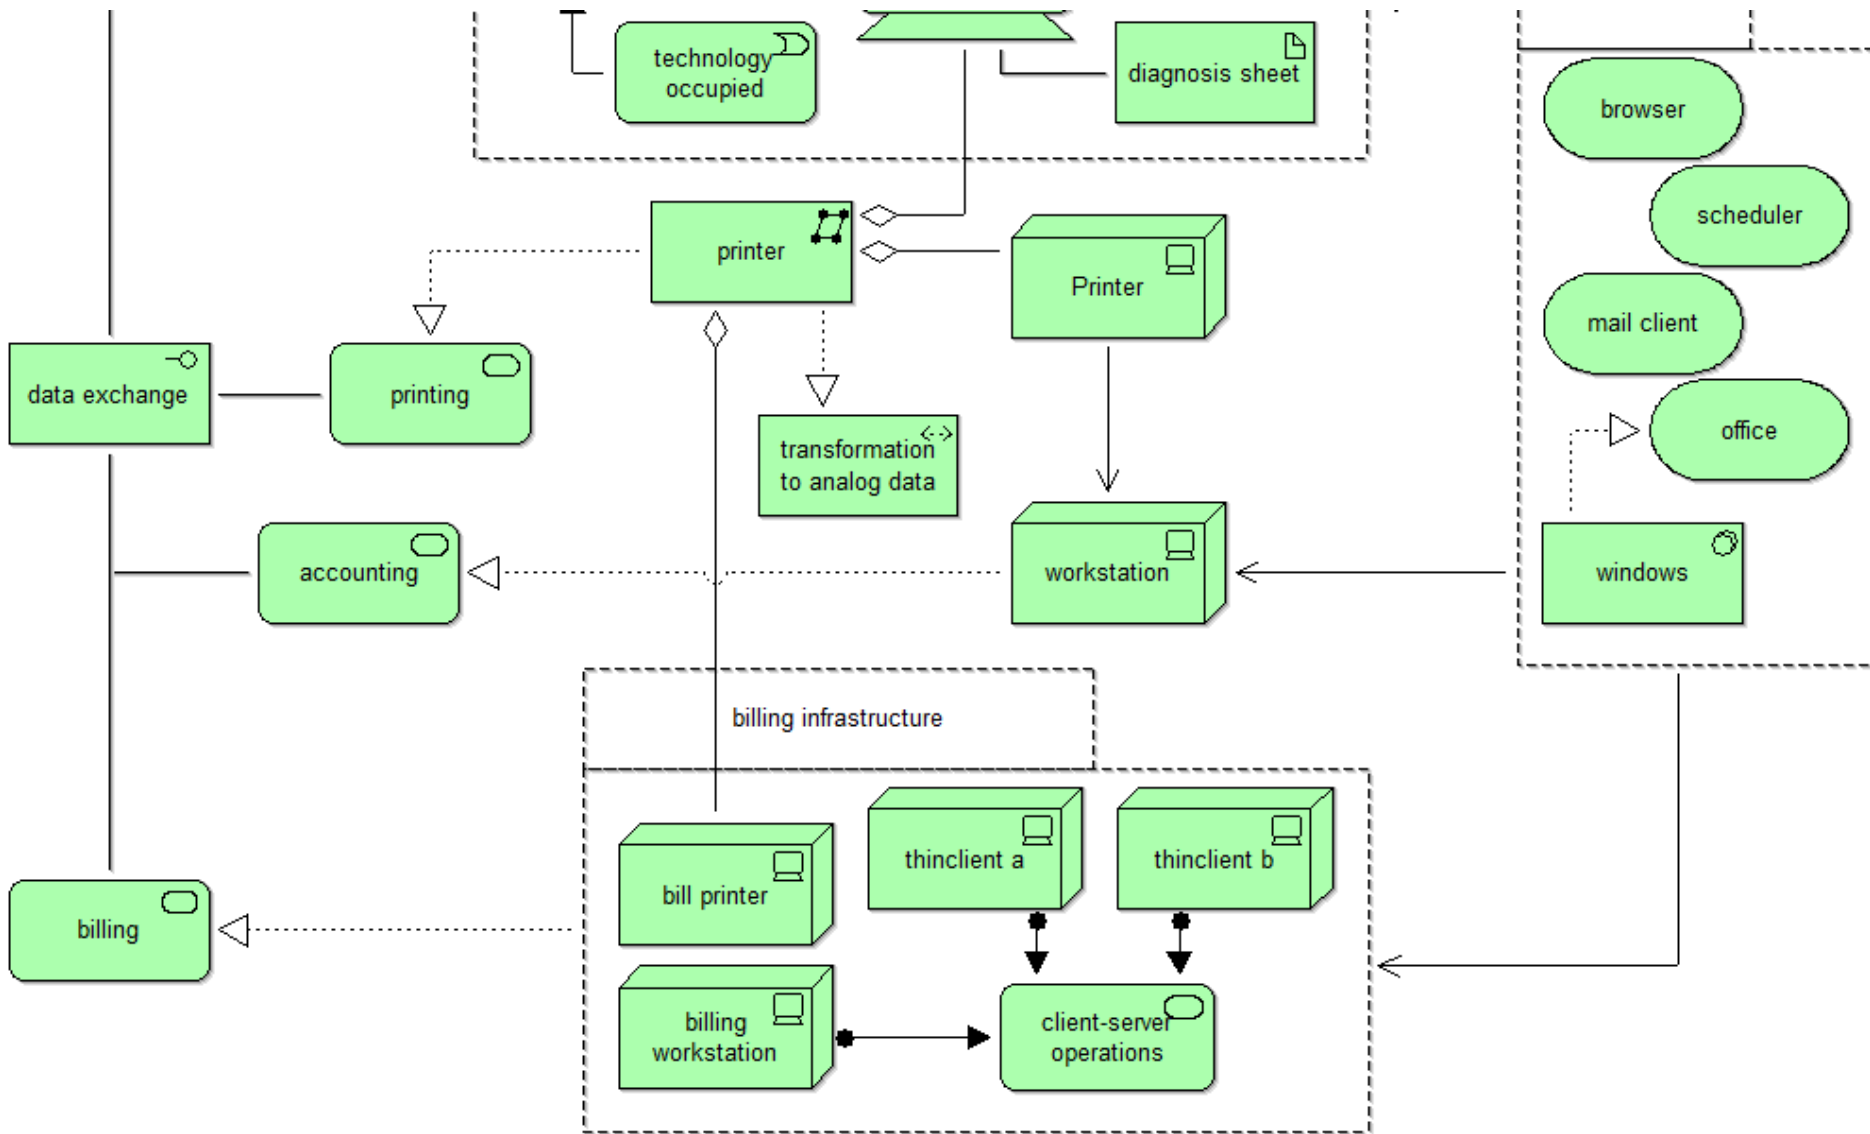 technology
occupied
diagnosis sheet
browser
scheduler
printer
Printer
mail client
data exchange
printing
transformation
to analog data
office
accounting
workstation
windows
billing infrastructure
thinclient a
thinclient b
bill printer
billing
billing
workstation
client-server
operations